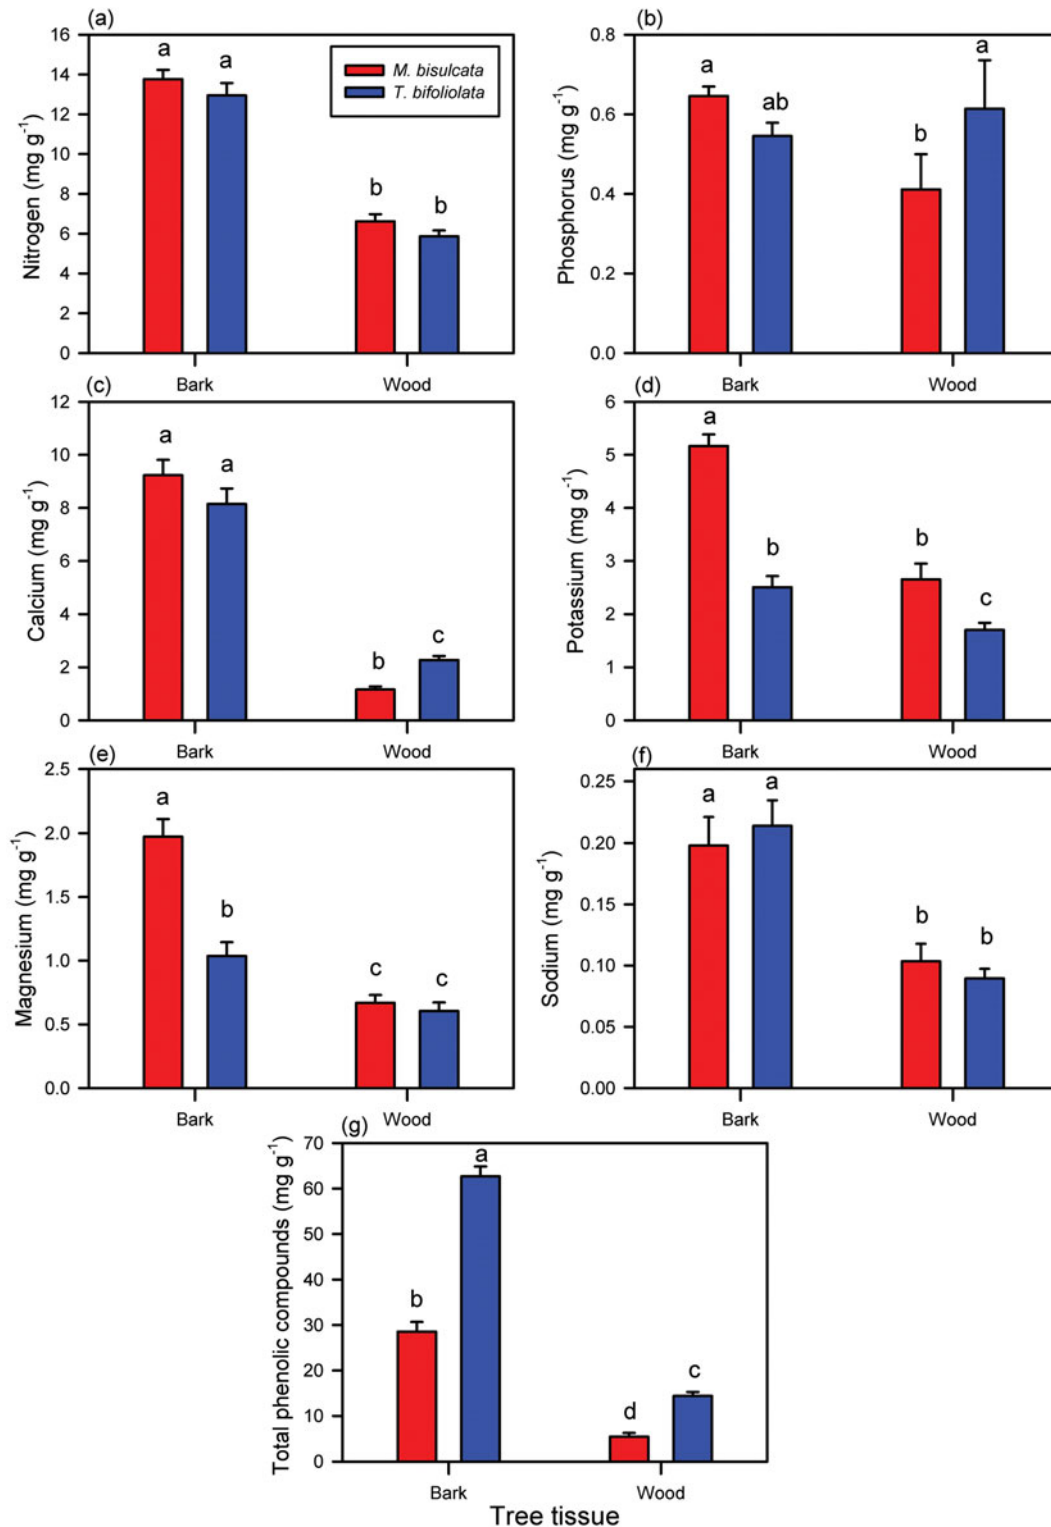 (a)
Nitrogen (mg g⁻¹)
16
14
12
10
8
6
4
2
0
a
a
b
b
M. bisulcata
T. bifoliolata
Bark
Wood
(b)
Phosphorus (mg g⁻¹)
0.8
0.6
0.4
0.2
0.0
a
ab
b
a
Bark
Wood
(c)
Calcium (mg g⁻¹)
12
10
8
6
4
2
0
a
a
b
c
Bark
Wood
(d)
Potassium (mg g⁻¹)
6
5
4
3
2
1
0
a
b
b
c
Bark
Wood
(e)
Magnesium (mg g⁻¹)
2.5
2.0
1.5
1.0
0.5
0.0
a
b
c
c
Bark
Wood
(f)
Sodium (mg g⁻¹)
0.25
0.20
0.15
0.10
0.05
0.00
a
a
b
b
Bark
Wood
(g)
Total phenolic compounds (mg g⁻¹)
70
60
50
40
30
20
10
0
b
a
d
c
Bark
Wood
Tree tissue